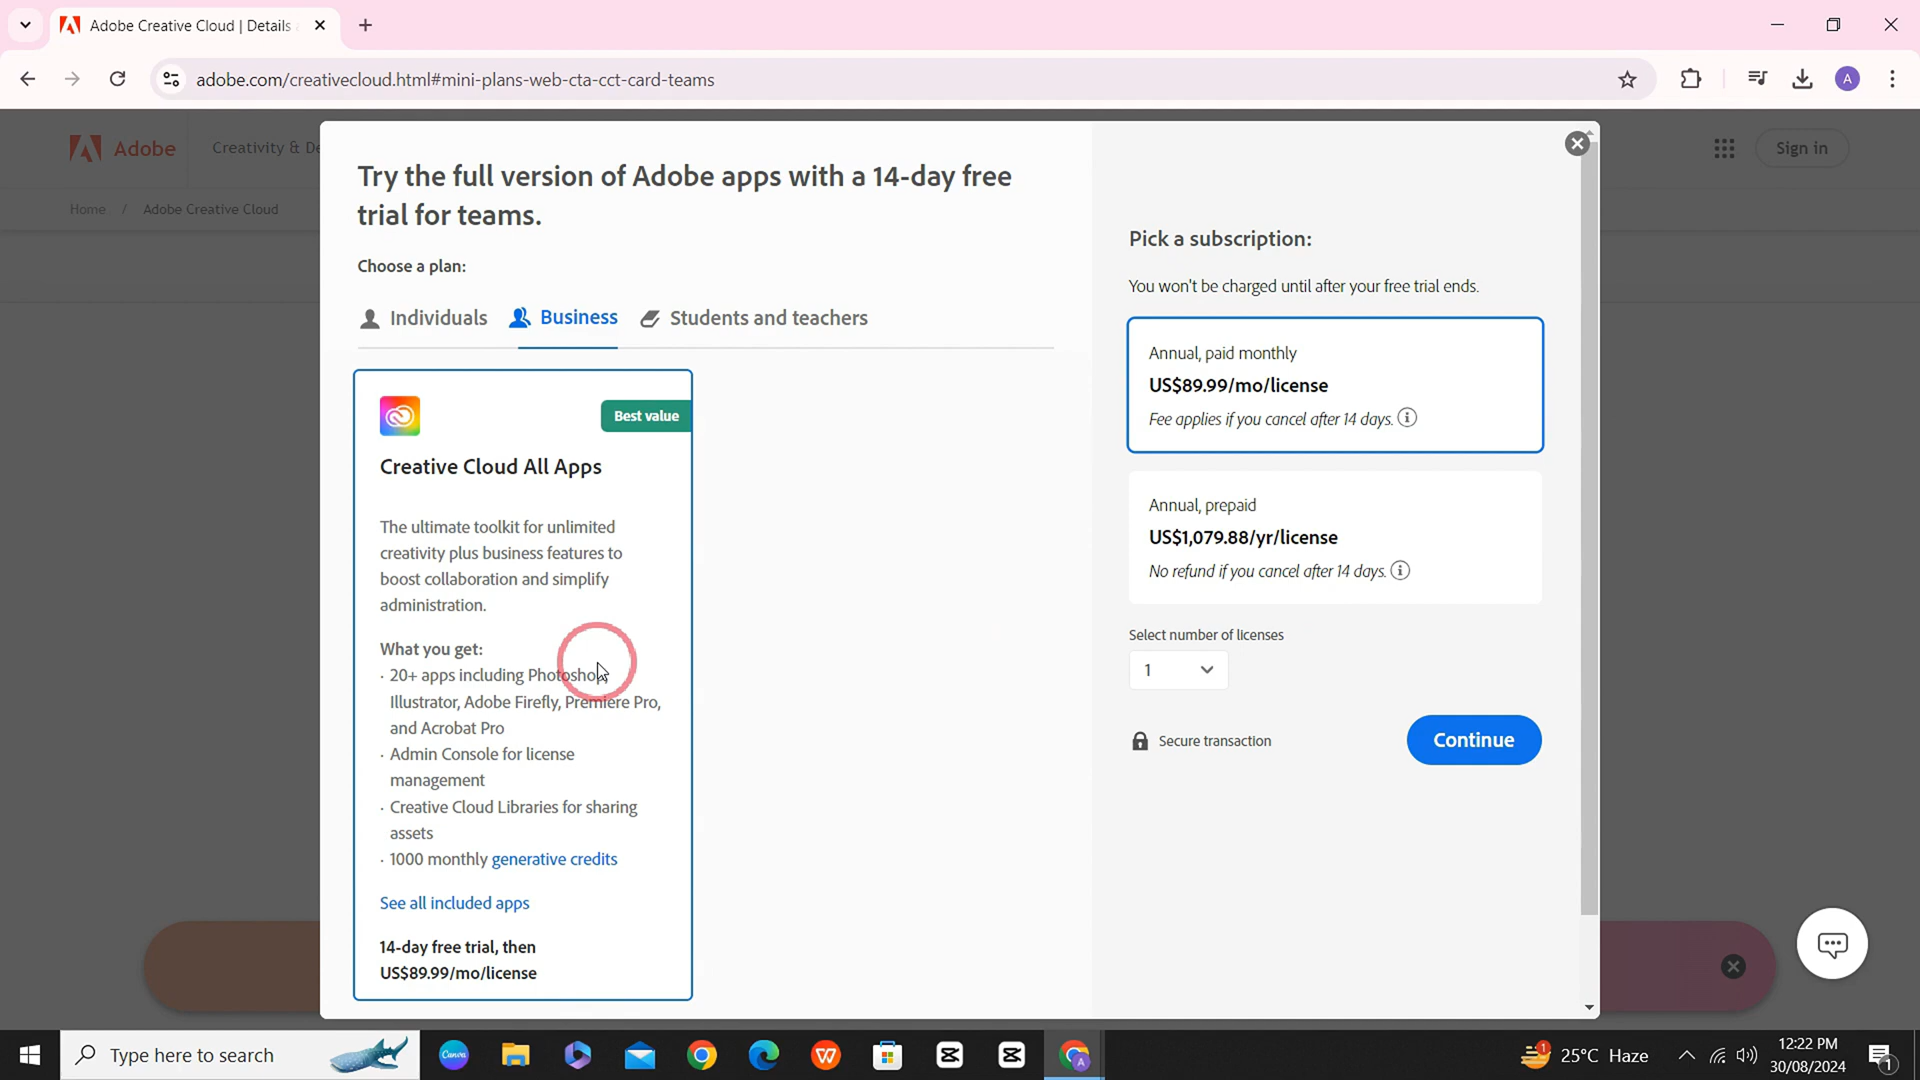 Adobe Creative Cloud | Details
adobe.com/creativecloud.html#mini-plans-web-cta-cct-card-teams
A
Adobe
Creativity & De
Sign in
Home / Adobe Creative Cloud
Try the full version of Adobe apps with a 14-day free
trial for teams.
Choose a plan:
Individuals
Business
Students and teachers
Best value
Creative Cloud All Apps
The ultimate toolkit for unlimited
creativity plus business features to
boost collaboration and simplify
administration.
What you get:
· 20+ apps including Photoshop,
Illustrator, Adobe Firefly, Premiere Pro,
and Acrobat Pro
· Admin Console for license
management
· Creative Cloud Libraries for sharing
assets
· 1000 monthly generative credits
See all included apps
14-day free trial, then
US$89.99/mo/license
Pick a subscription:
You won't be charged until after your free trial ends.
Annual, paid monthly
US$89.99/mo/license
Fee applies if you cancel after 14 days.
Annual, prepaid
US$1,079.88/yr/license
No refund if you cancel after 14 days.
Select number of licenses
1
Secure transaction
Continue
Type here to search
Canva
W
A
1
25°C Haze
12:22 PM
30/08/2024
1